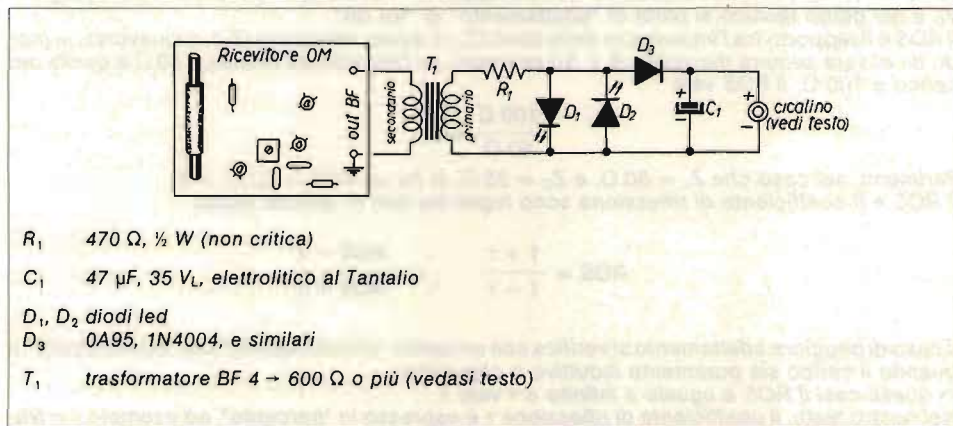 Ricevitore OM
out BF
secondario
T₁
primario
R₁
D₁
D₂
D₃
+
C₁
−
+
−
cicalino
(vedi testo)
R₁ 470 Ω, ½ W (non critica)
C₁ 47 µF, 35 VL, elettrolitico al Tantalio
D₁, D₂ diodi led
D₃ 0A95, 1N4004, e similari
T₁ trasformatore BF 4 → 600 Ω o più (vedasi testo)